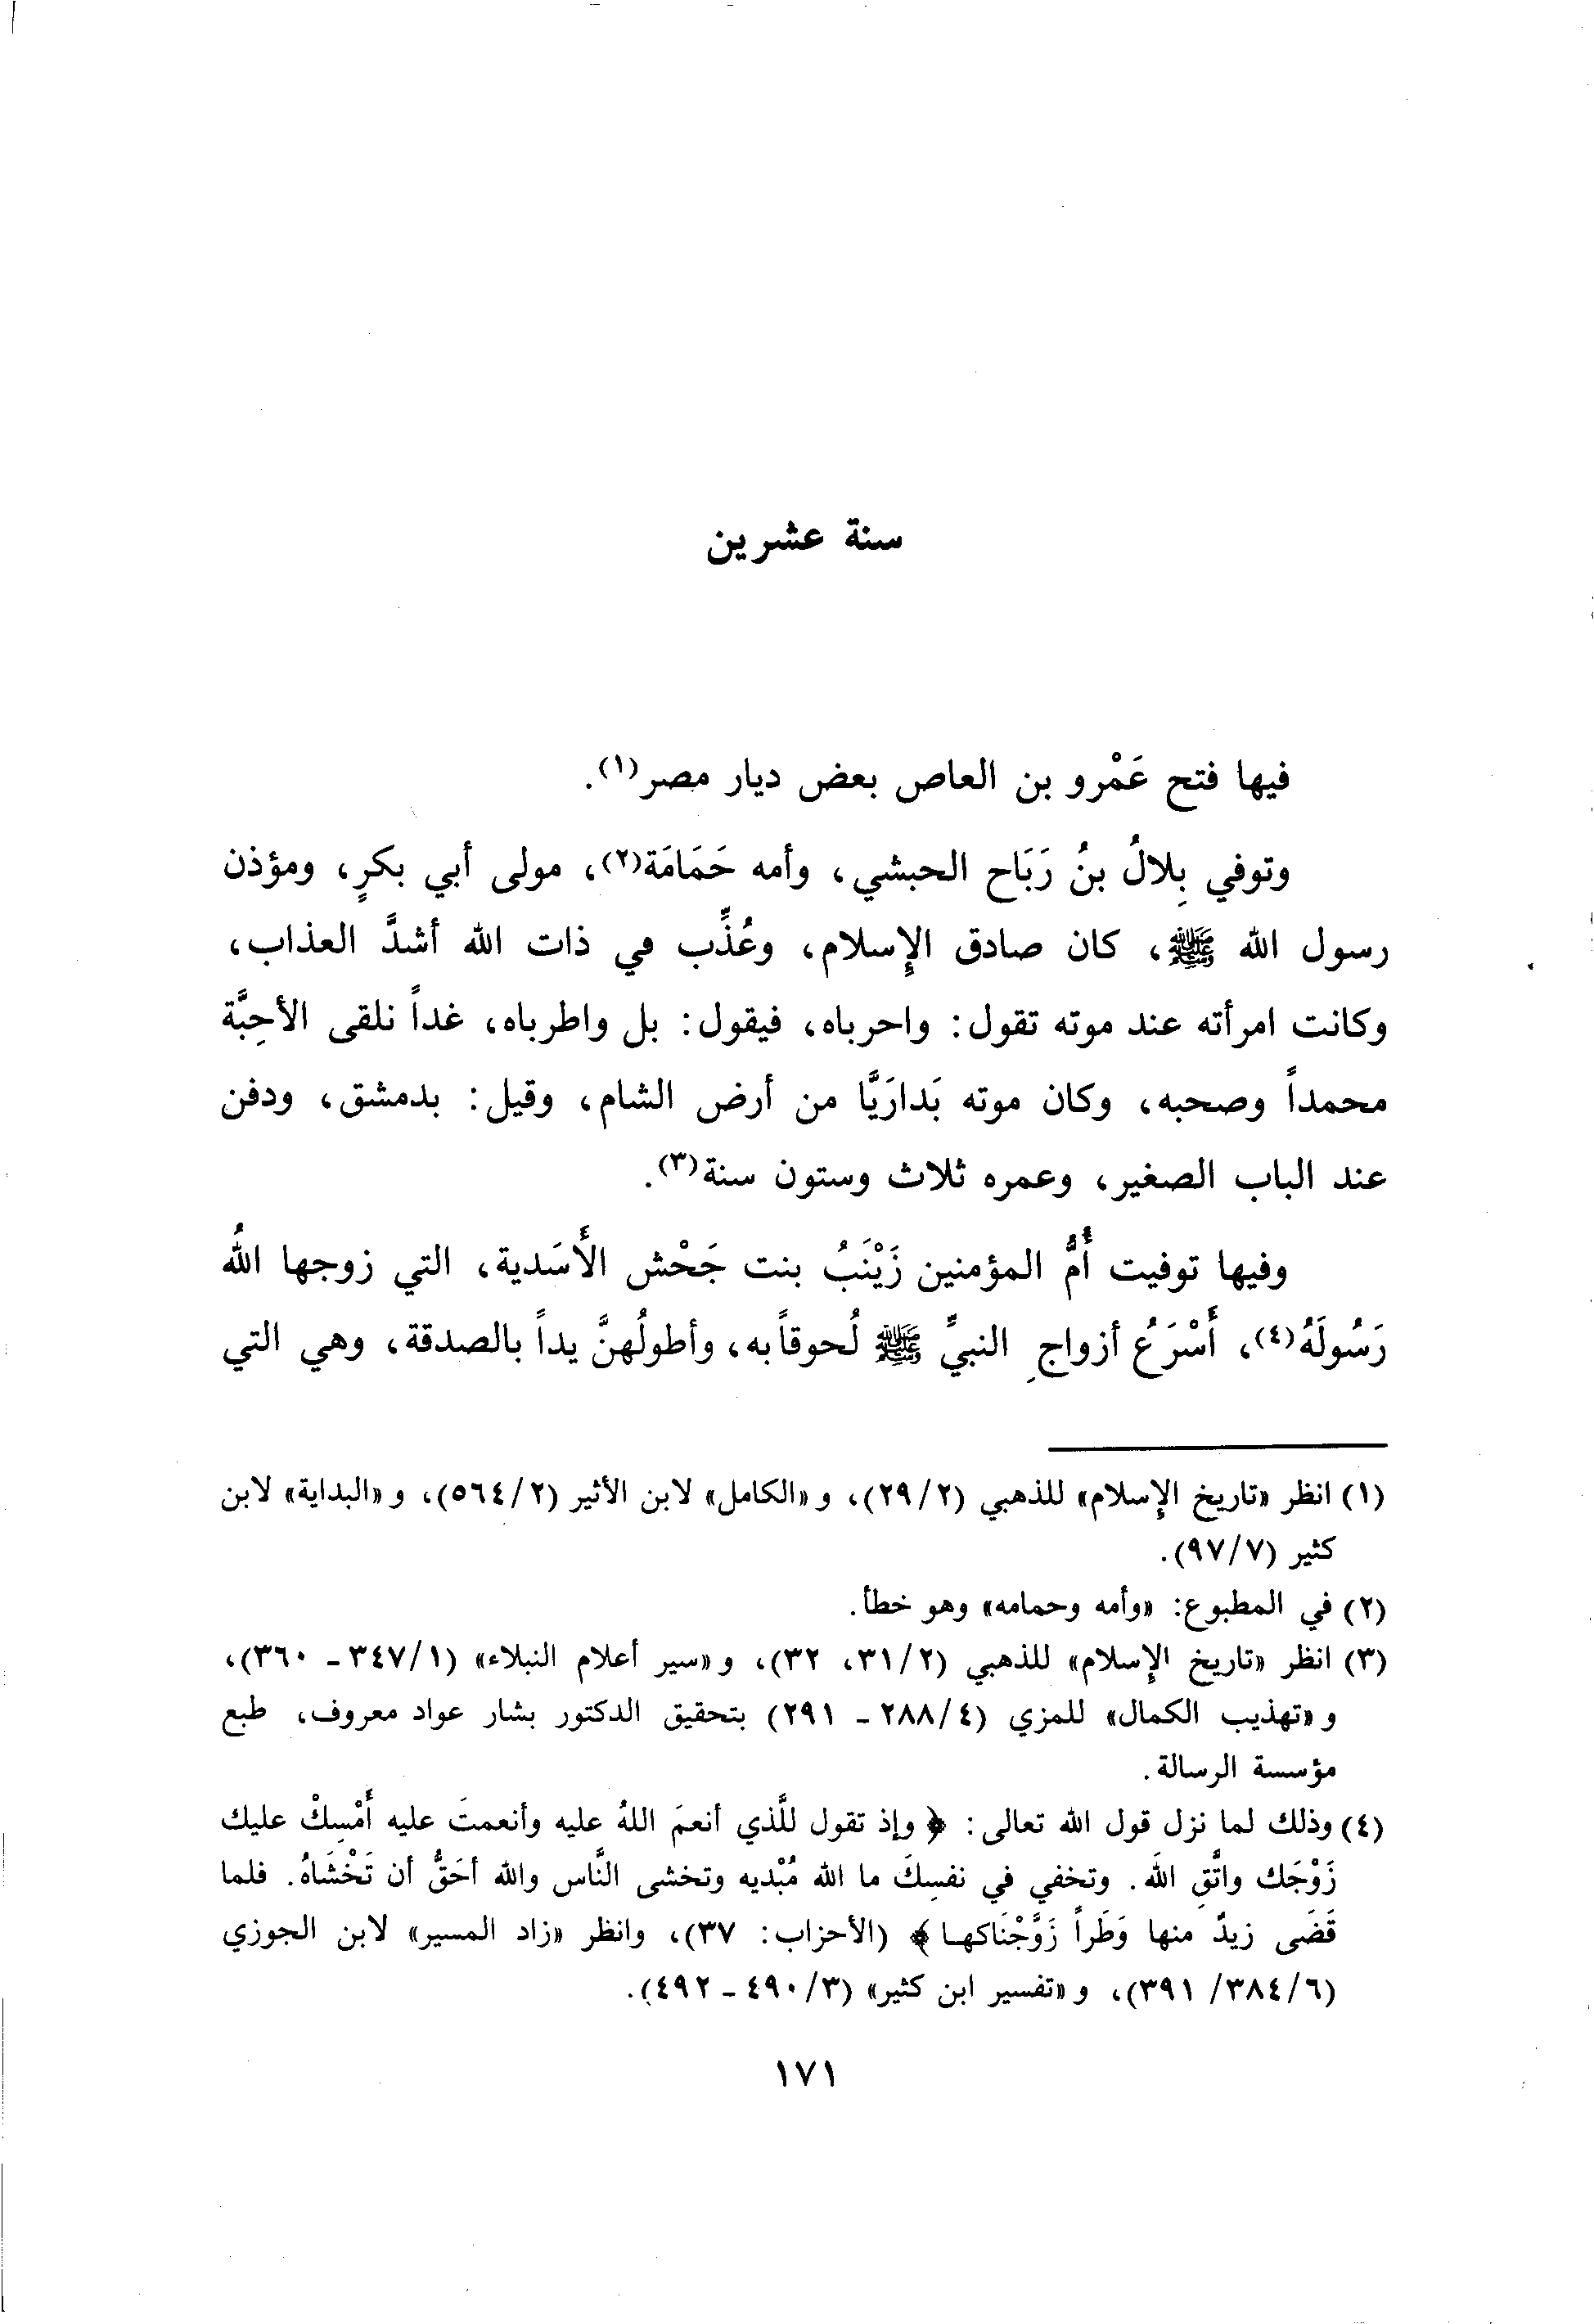 سنة عشرين
فيها فتح عَمْرو بن العاص بعض ديار مصر(١).
وتوفي بِلالُ بنُ رَبَاح الحبشي، وأمه حَمَامَة(٢)، مولى أبي بكرٍ، ومؤذن
رسول الله ﷺ، كان صادق الإِسلام، وعُذِّب في ذات الله أشدَّ العذاب،
وكانت امرأته عند موته تقول: واحرباه، فيقول: بل واطرباه، غداً نلقى الأحِبَّة
محمداً وصحبه، وكان موته بَدارَيَّا من أرض الشام، وقيل: بدمشق، ودفن
عند الباب الصغير، وعمره ثلاث وستون سنة(٣).
وفيها توفيت أُمُّ المؤمنين زَيْنَبُ بنت جَحْش الأَسَدية، التي زوجها اللهُ
رَسُولَهُ(٤)، أَسْرَعُ أزواجِ النبيِّ ﷺ لُحوقاً به، وأطولُهنَّ يداً بالصدقة، وهي التي
(١) انظر «تاريخ الإِسلام» للذهبي (٢/ ٢٩)، و «الكامل» لابن الأثير (٢/ ٥٦٤)، و «البداية» لابن
كثير (٧/ ٩٧).
(٢) في المطبوع: «وأمه وحمامه» وهو خطأ.
(٣) انظر «تاريخ الإِسلام» للذهبي (٢/ ٣١، ٣٢)، و «سير أعلام النبلاء» (١/ ٣٤٧ - ٣٦٠)،
و «تهذيب الكمال» للمزي (٤/ ٢٨٨ - ٢٩١) بتحقيق الدكتور بشار عواد معروف، طبع
مؤسسة الرسالة.
(٤) وذلك لما نزل قول الله تعالى: ﴿ وإذ تقول للَّذي أنعمَ اللهُ عليه وأنعمتَ عليه أَمْسِكْ عليك
زَوْجَك واتَّقِ اللهَ. وتخفي في نفسِكَ ما الله مُبْديه وتخشى النَّاس والله أحَقُّ أن تَخْشَاهُ. فلما
قَضَى زيدٌ منها وَطَراً زَوَّجْنَاكهـا ﴾ (الأحزاب: ٣٧)، وانظر «زاد المسير» لابن الجوزي
(٦/ ٣٨٤/ ٣٩١)، و «تفسير ابن كثير» (٣/ ٤٩٠ - ٤٩٢).
١٧١